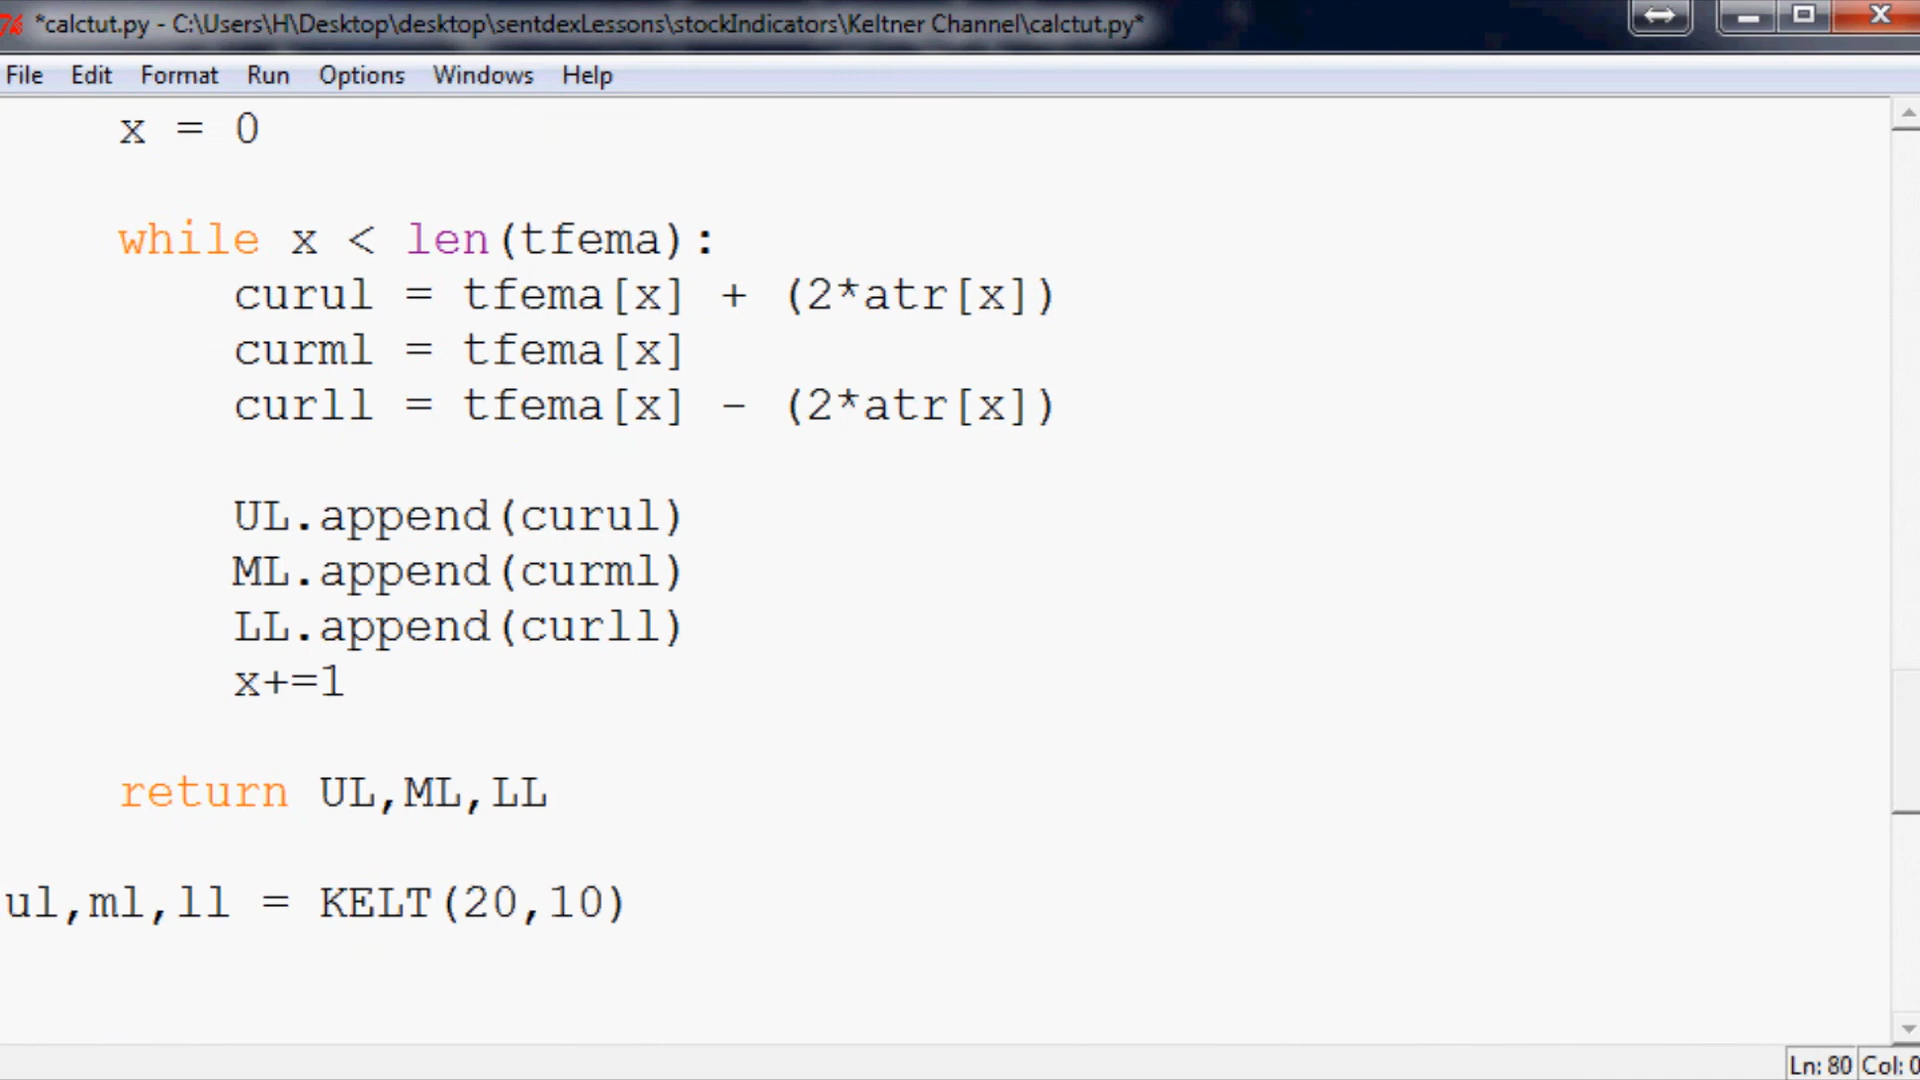 *calctut.py - C:\Users\H\Desktop\desktop\sentdexLessons\stockIndicators\Keltner Channel\calctut.py*
File Edit Format Run Options Windows Help
x = 0
while x < len(tfema):
curul = tfema[x] + (2*atr[x])
curml = tfema[x]
curll = tfema[x] - (2*atr[x])
UL.append(curul)
ML.append(curml)
LL.append(curll)
x+=1
return UL,ML,LL
ul,ml,ll = KELT(20,10)
Ln: 80 Col: 0